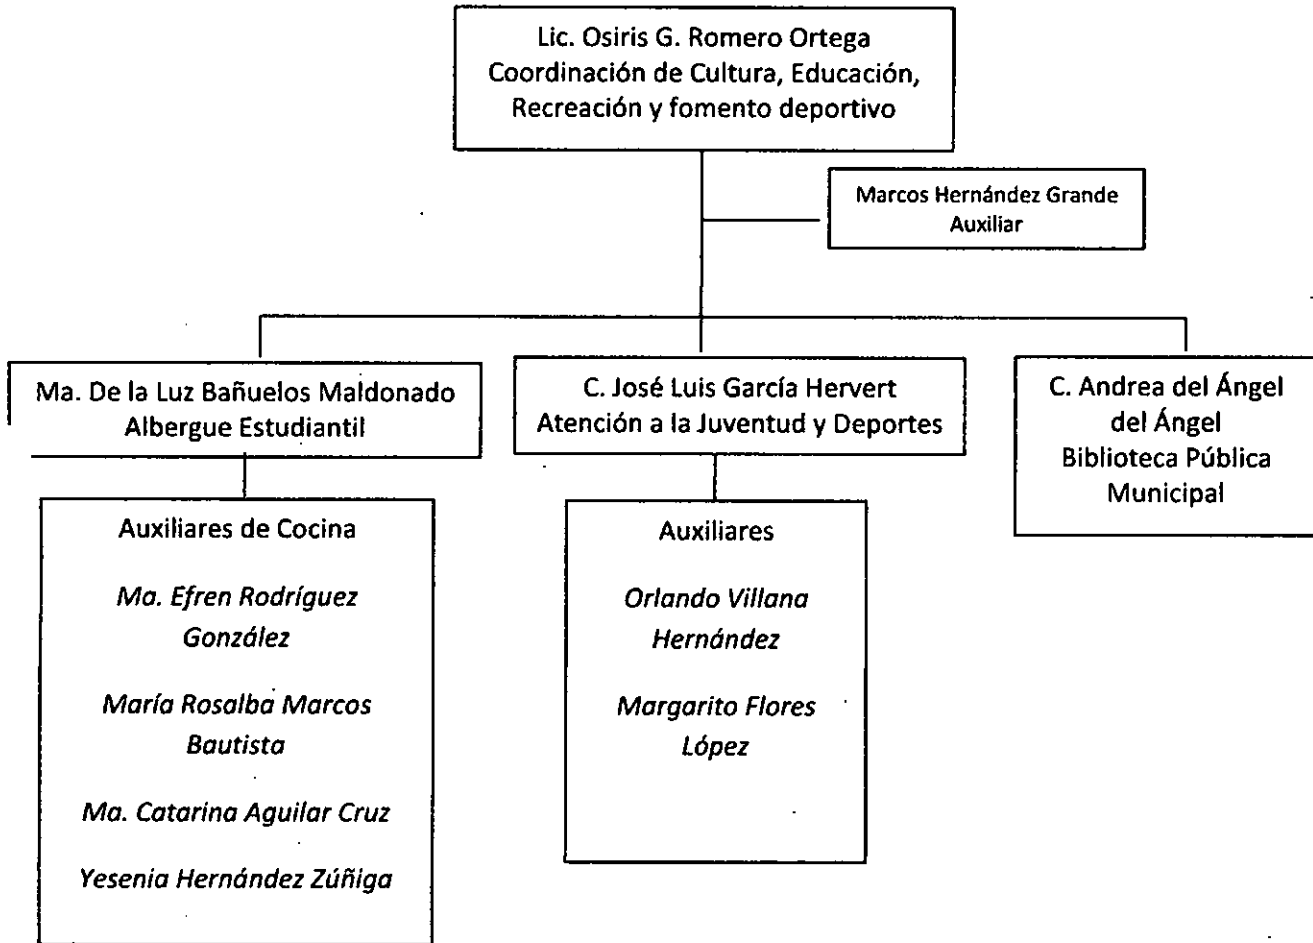 Lic. Osiris G. Romero Ortega
Coordinación de Cultura, Educación,
Recreación y fomento deportivo
Marcos Hernández Grande
Auxiliar
Ma. De la Luz Bañuelos Maldonado
Albergue Estudiantil
C. José Luis García Hervert
Atención a la Juventud y Deportes
C. Andrea del Ángel
del Ángel
Biblioteca Pública
Municipal
Auxiliares de Cocina
Ma. Efren Rodríguez
González
María Rosalba Marcos
Bautista
Ma. Catarina Aguilar Cruz
Yesenia Hernández Zúñiga
Auxiliares
Orlando Villana
Hernández
Margarito Flores
López